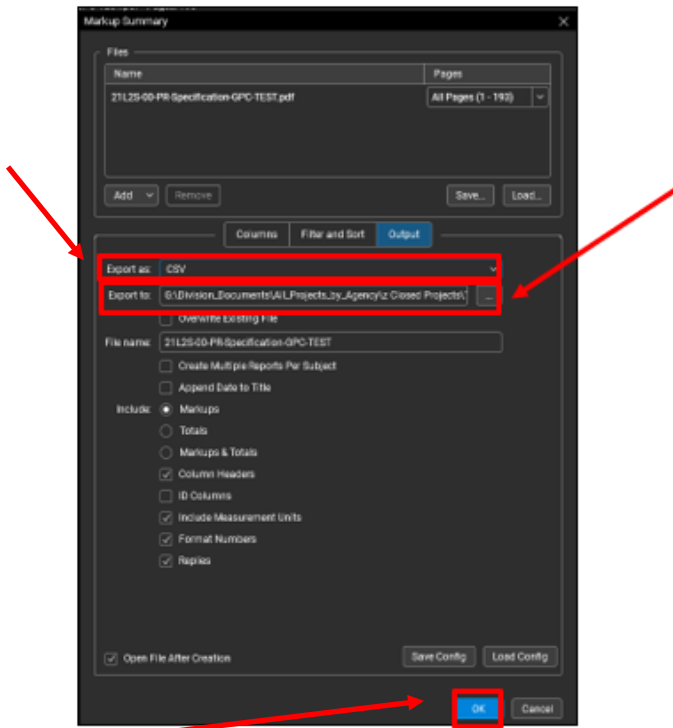 Markup Summary
Files
Name Pages
21L2S-00-PR-Specification-GPC-TEST.pdf All Pages (1 - 193)
Add Remove Save... Load...
Columns Filter and Sort Output
Export as: CSV
Export to: G:\Division_Documents\All_Projects_by_Agency\z Closed Projects\ ...
Overwrite Existing File
File name: 21L2S-00-PR-Specification-GPC-TEST
Create Multiple Reports Per Subject
Append Date to Title
Include: Markups
Totals
Markups & Totals
Column Headers
ID Columns
Include Measurement Units
Format Numbers
Replies
Open File After Creation Save Config Load Config
OK Cancel